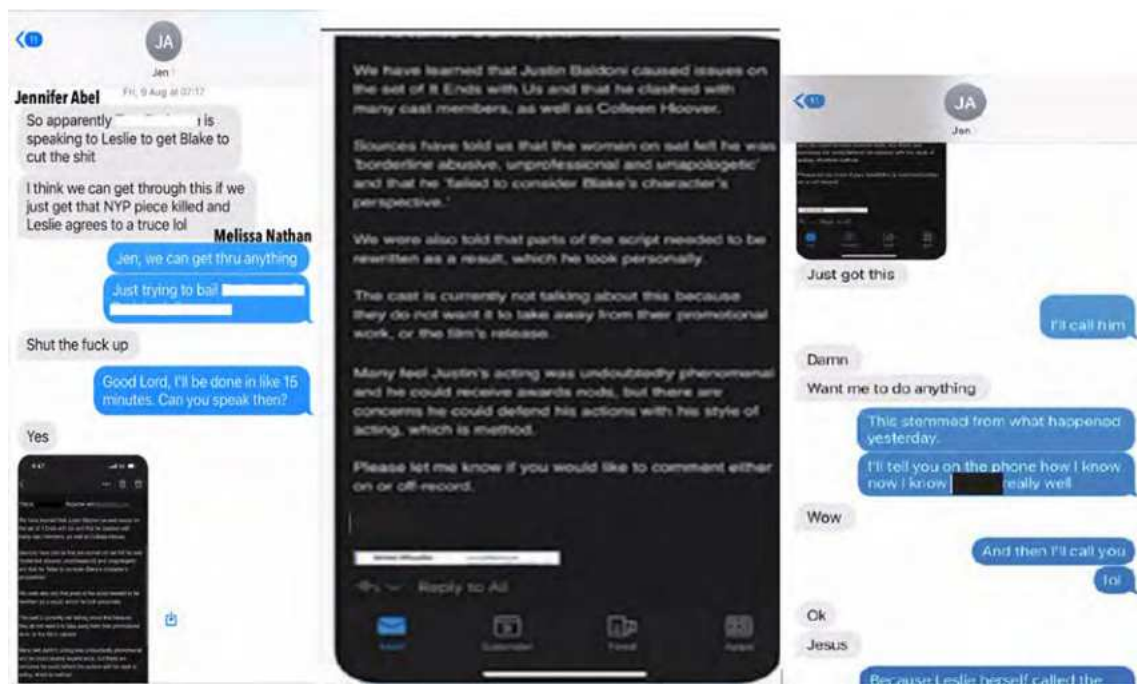 11
JA
Jen
Jennifer Abel
Fri, 9 Aug at 07:17
So apparently is
speaking to Leslie to get Blake to
cut the shit
I think we can get through this if we
just get that NYP piece killed and
Leslie agrees to a truce lol
Melissa Nathan
Jen, we can get thru anything
Just trying to bail
Shut the fuck up
Good Lord, I'll be done in like 15
minutes. Can you speak then?
Yes
We have learned that Justin Baldoni caused issues on
the set of It Ends with Us and that he clashed with
many cast members, as well as Colleen Hoover.
Sources have told us that the women on set felt he was
'borderline abusive, unprofessional and unapologetic'
and that he 'failed to consider Blake's character's
perspective.'
We were also told that parts of the script needed to be
rewritten as a result, which he took personally.
The cast is currently not talking about this because
they do not want it to take away from their promotional
work, or the film's release.
Many feel Justin's acting was undoubtedly phenomenal
and he could receive awards nods, but there are
concerns he could defend his actions with his style of
acting, which is method.
Please let me know if you would like to comment either
on or off-record.
Reply to All
JA
Jen
Just got this
I'll call him
Damn
Want me to do anything
This stemmed from what happened
yesterday.
I'll tell you on the phone how I know
now I know really well
Wow
And then I'll call you
lol
Ok
Jesus
Because Leslie herself called the